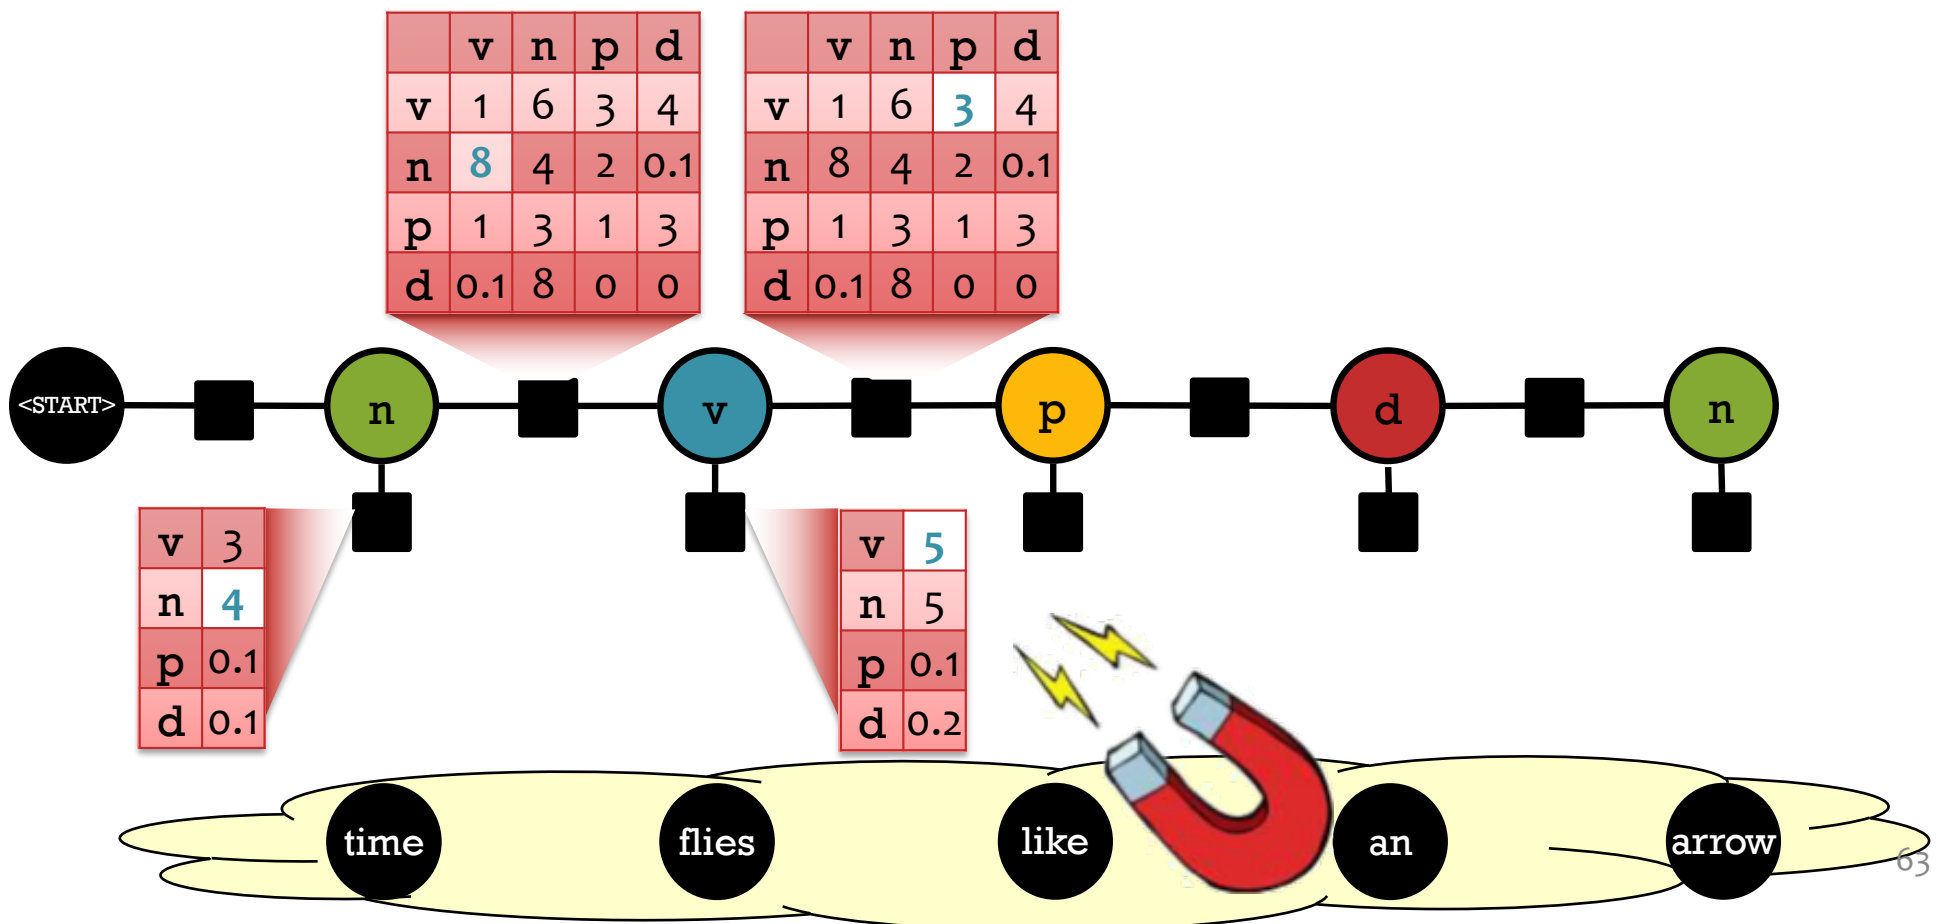 v n p d
v 1 6 3 4
n 8 4 2 0.1
p 1 3 1 3
d 0.1 8 0 0
v n p d
v 1 6 3 4
n 8 4 2 0.1
p 1 3 1 3
d 0.1 8 0 0
<START> n v p d n
v 3
n 4
p 0.1
d 0.1
v 5
n 5
p 0.1
d 0.2
time flies like an arrow
63